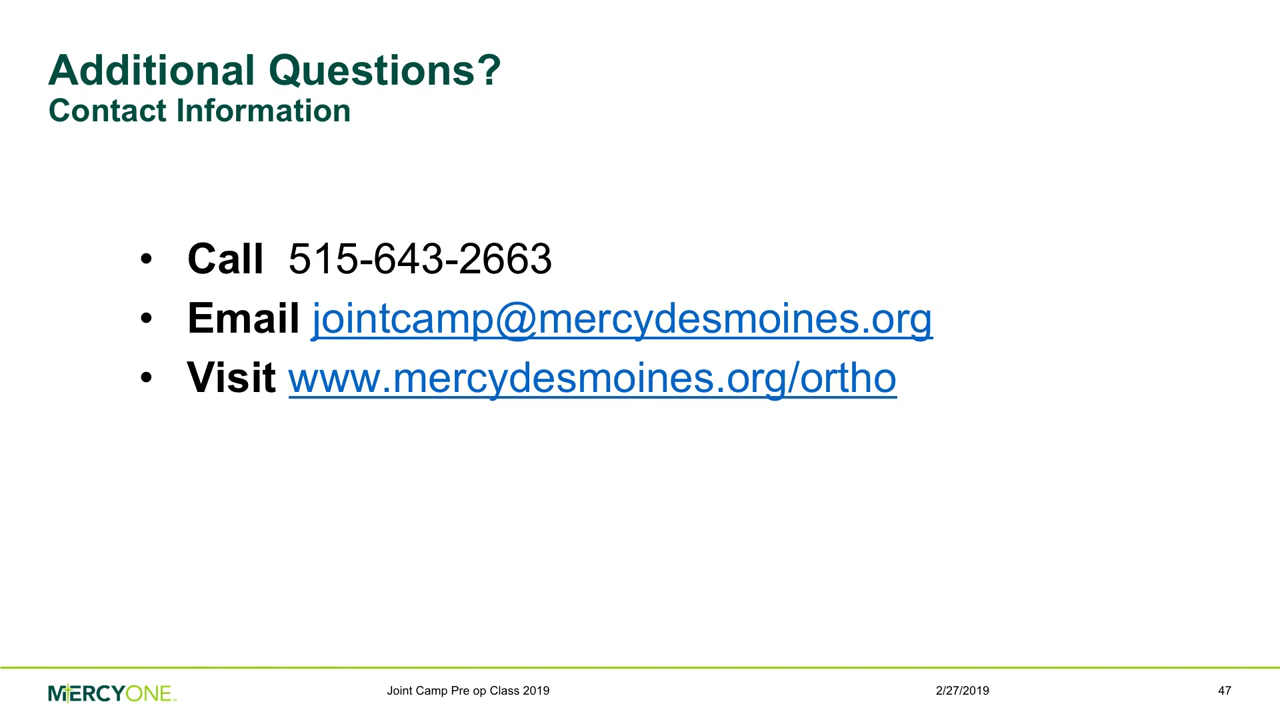 Additional Questions?
Contact Information
• Call 515-643-2663
• Email jointcamp@mercydesmoines.org
• Visit www.mercydesmoines.org/ortho
MERCYONE
Joint Camp Pre op Class 2019
2/27/2019
47